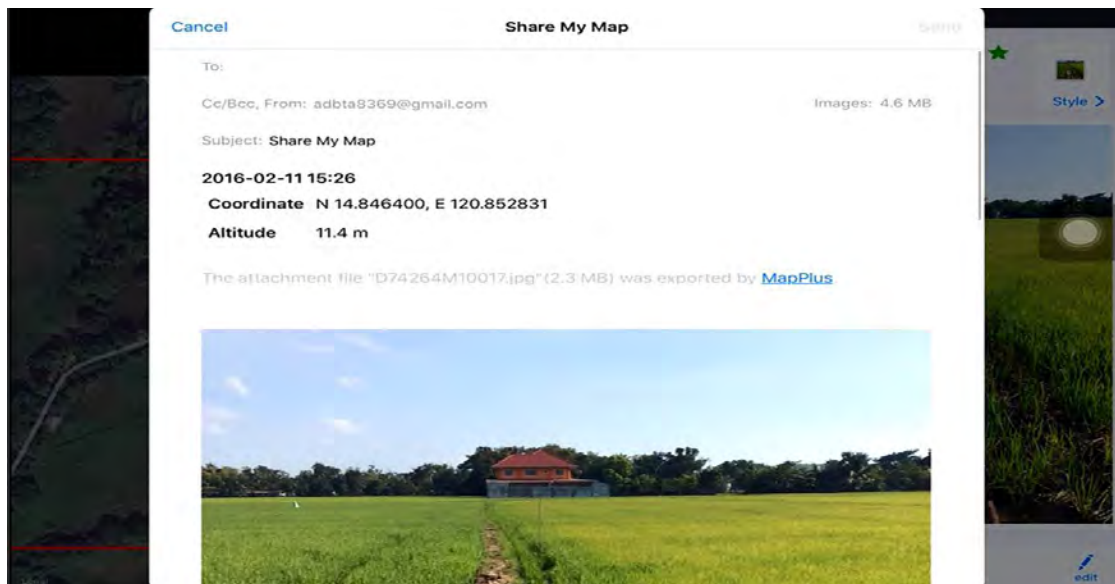 Cancel Share My Map Send
To:
Cc/Bcc, From: adbta8369@gmail.com Images: 4.6 MB
Style >
Subject: Share My Map
2016-02-11 15:26
Coordinate N 14.846400, E 120.852831
Altitude 11.4 m
The attachment file "D74264M10017.jpg"(2.3 MB) was exported by MapPlus
edit